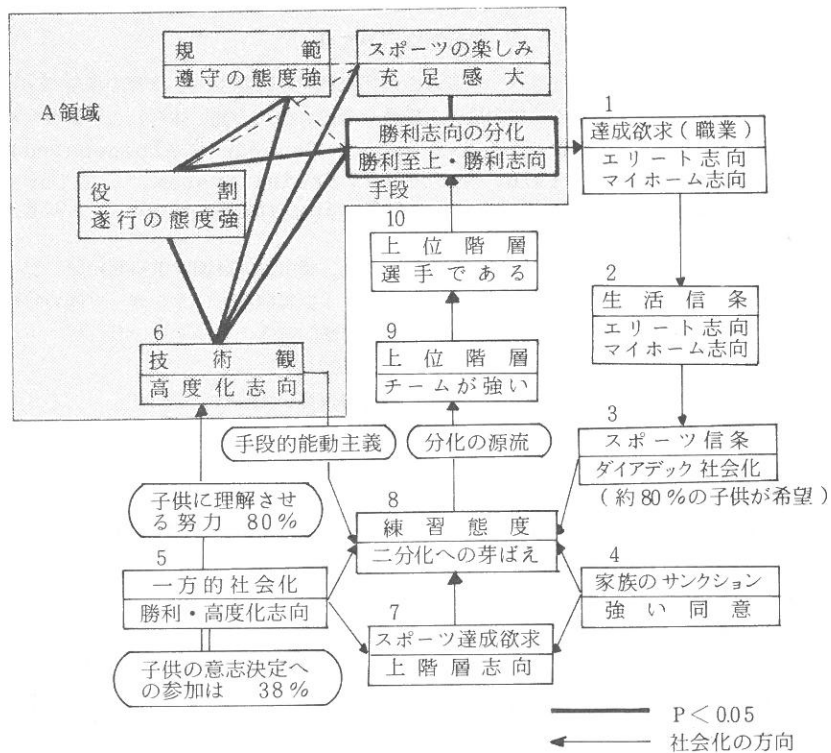 規範
遵守の態度強
スポーツの楽しみ
充足感大
A領域
勝利志向の分化
勝利至上・勝利志向
手段
1
達成欲求(職業)
エリート志向
マイホーム志向
役割
遂行の態度強
10
上位階層
選手である
2
生活信条
エリート志向
マイホーム志向
6
技術観
高度化志向
9
上位階層
チームが強い
3
スポーツ信条
ダイアデック社会化
(約80%の子供が希望)
手段的能動主義
分化の源流
子供に理解させ
る努力 80%
8
練習態度
二分化への芽ばえ
5
一方的社会化
勝利・高度化志向
4
家族のサンクション
強い同意
7
スポーツ達成欲求
上階層志向
子供の意志決定へ
の参加は 38%
P<0.05
社会化の方向